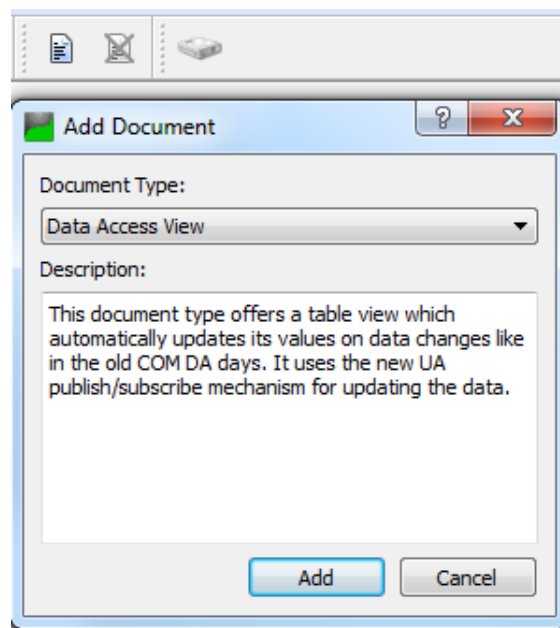 Add Document
Document Type:
Data Access View
Description:
This document type offers a table view which
automatically updates its values on data changes like
in the old COM DA days. It uses the new UA
publish/subscribe mechanism for updating the data.
Add
Cancel